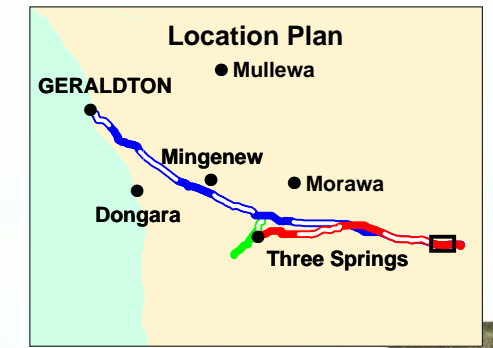 Location Plan
Mullewa
GERALDTON
Mingenew
Morawa
Dongara
Three Springs